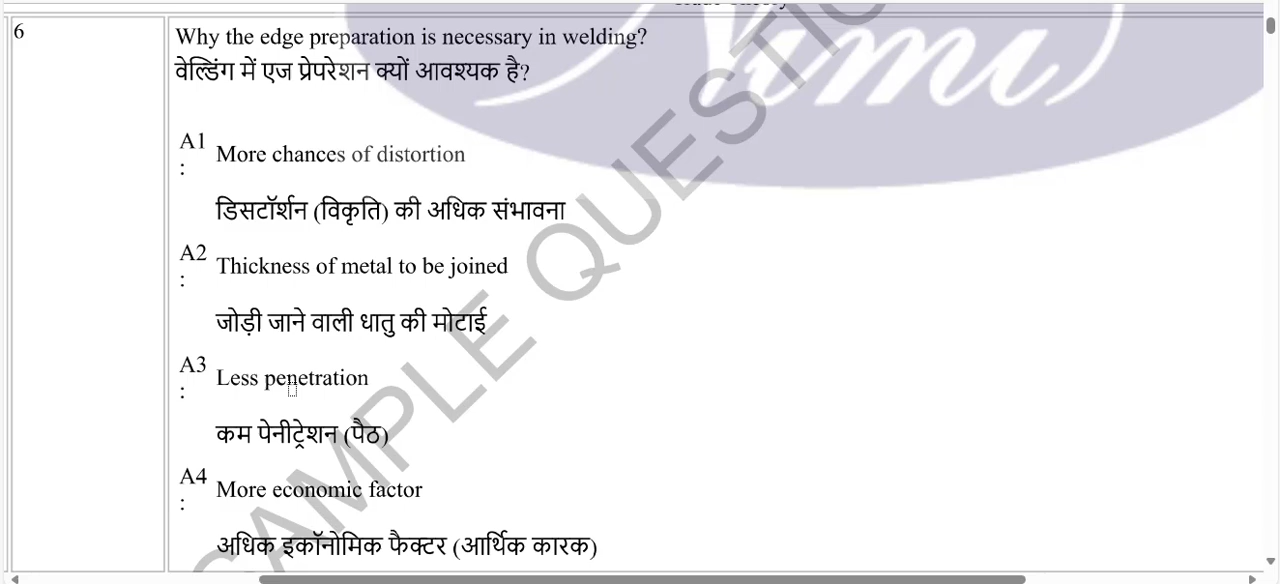 6
Why the edge preparation is necessary in welding?
वेल्डिंग में एज प्रेपरेशन क्यों आवश्यक है?
A1
: More chances of distortion
डिसटॉर्शन (विकृति) की अधिक संभावना
A2
: Thickness of metal to be joined
जोड़ी जाने वाली धातु की मोटाई
A3
: Less penetration
कम पेनीट्रेशन (पैठ)
A4
: More economic factor
अधिक इकॉनोमिक फैक्टर (आर्थिक कारक)
SAMPLE QUESTIO
Nimi